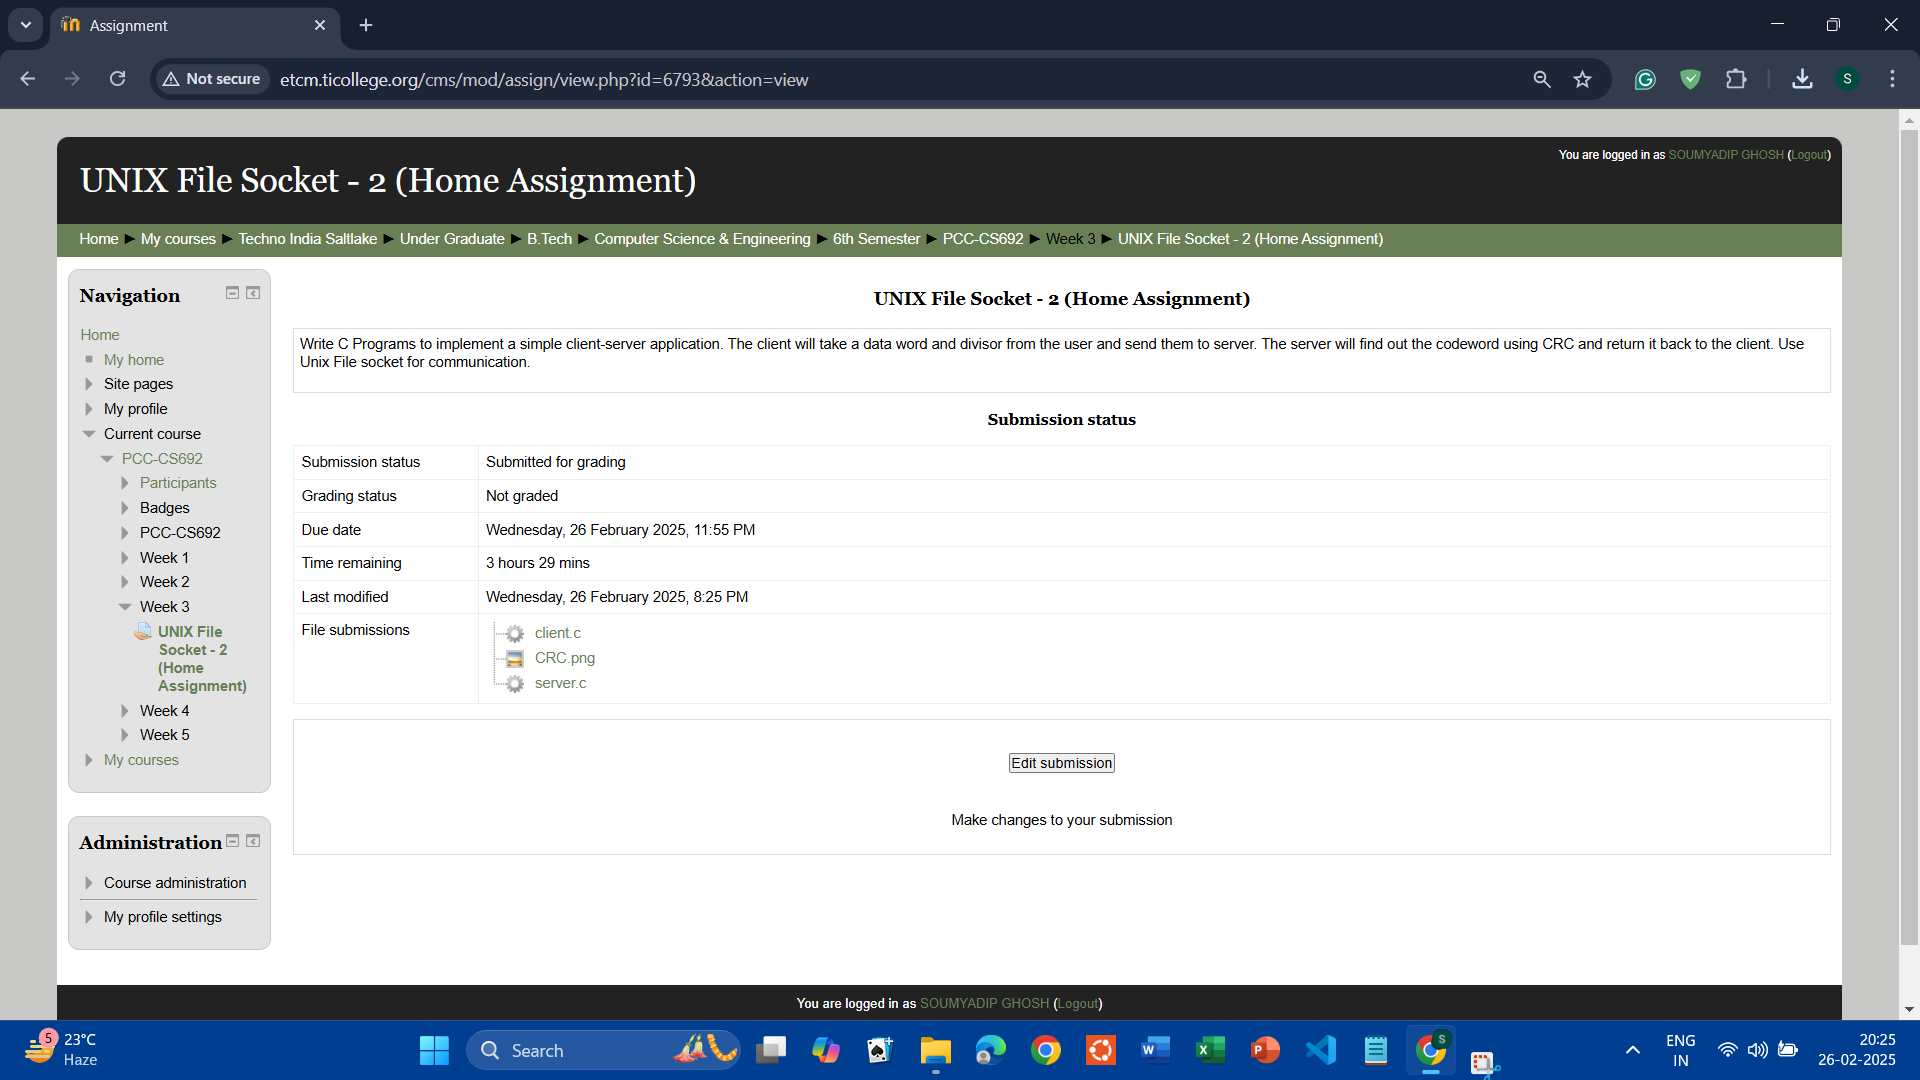 Assignment
Not secure
etcm.ticollege.org/cms/mod/assign/view.php?id=6793&action=view
S
You are logged in as SOUMYADIP GHOSH (Logout)
UNIX File Socket - 2 (Home Assignment)
Home ► My courses ► Techno India Saltlake ► Under Graduate ► B.Tech ► Computer Science & Engineering ► 6th Semester ► PCC-CS692 ► Week 3 ► UNIX File Socket - 2 (Home Assignment)
Navigation
Home
My home
Site pages
My profile
Current course
PCC-CS692
Participants
Badges
PCC-CS692
Week 1
Week 2
Week 3
UNIX File
Socket - 2
(Home
Assignment)
Week 4
Week 5
My courses
Administration
Course administration
My profile settings
UNIX File Socket - 2 (Home Assignment)
Write C Programs to implement a simple client-server application. The client will take a data word and divisor from the user and send them to server. The server will find out the codeword using CRC and return it back to the client. Use
Unix File socket for communication.
Submission status
Submission status Submitted for grading
Grading status Not graded
Due date Wednesday, 26 February 2025, 11:55 PM
Time remaining 3 hours 29 mins
Last modified Wednesday, 26 February 2025, 8:25 PM
File submissions
client.c
CRC.png
server.c
Edit submission
Make changes to your submission
You are logged in as SOUMYADIP GHOSH (Logout)
5
23°C
Haze
Search
S
ENG
IN
20:25
26-02-2025